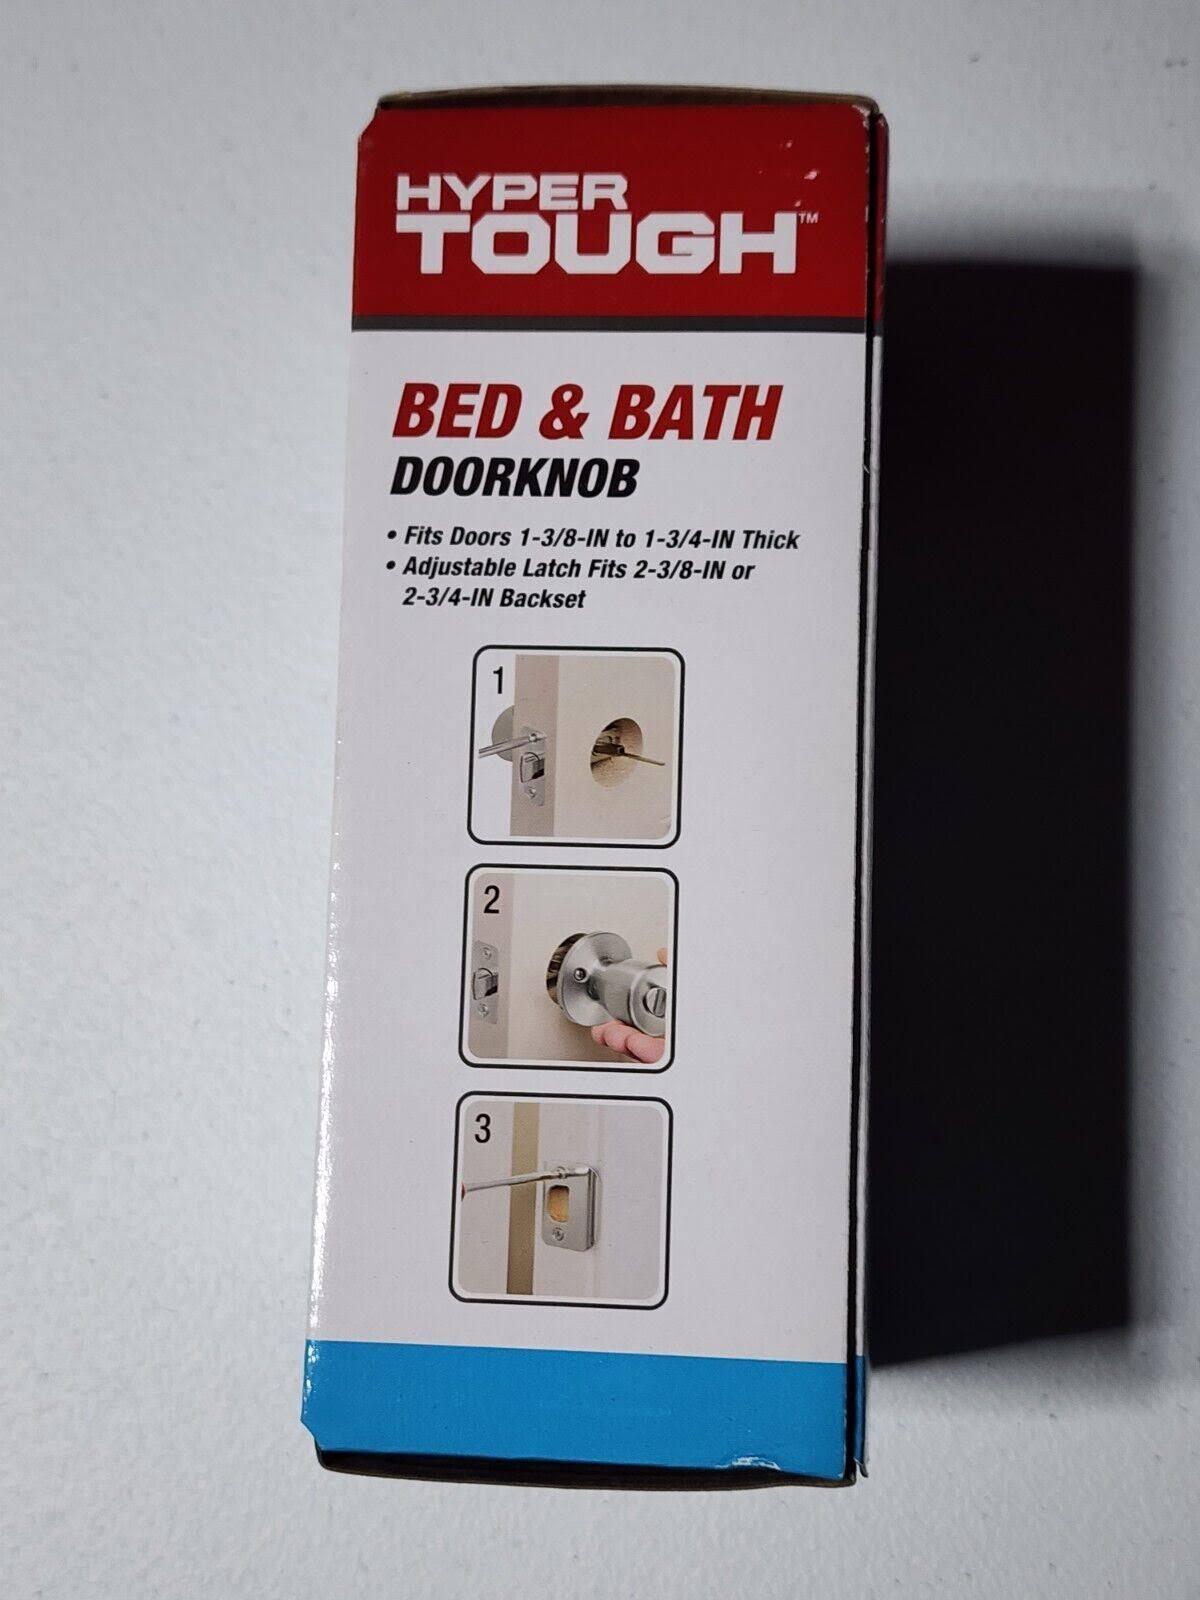 HYPER
TOUGH™
BED & BATH
DOORKNOB
• Fits Doors 1-3/8-IN to 1-3/4-IN Thick
• Adjustable Latch Fits 2-3/8-IN or
2-3/4-IN Backset
1
2
3